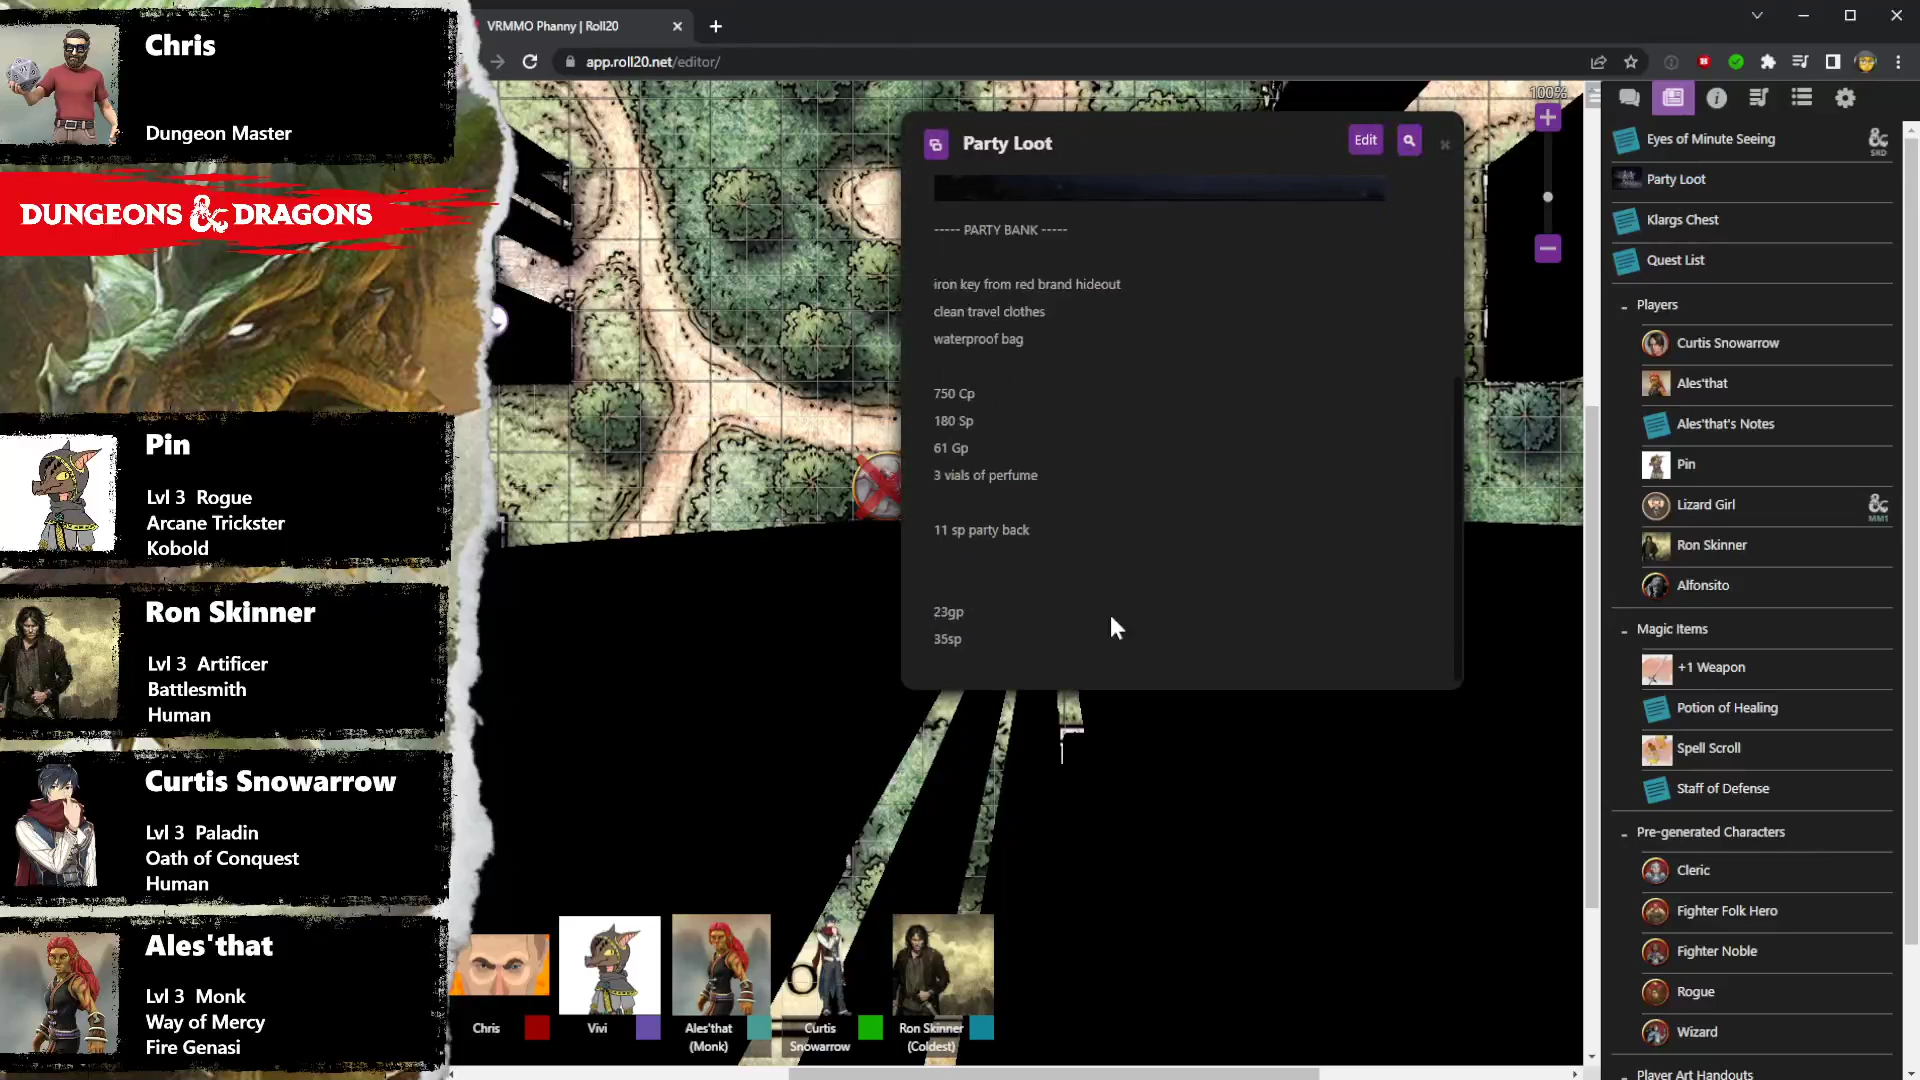 Chris
Dungeon Master
DUNGEONS & DRAGONS
Pin
Lvl 3 Rogue
Arcane Trickster
Kobold
Ron Skinner
Lvl 3 Artificer
Battlesmith
Human
Curtis Snowarrow
Lvl 3 Paladin
Oath of Conquest
Human
Ales'that
Lvl 3 Monk
Way of Mercy
Fire Genasi
VRMMO Phanny | Roll20
app.roll20.net/editor/
100%
Party Loot
Edit
----- PARTY BANK -----
iron key from red brand hideout
clean travel clothes
waterproof bag
750 Cp
180 Sp
61 Gp
3 vials of perfume
11 sp party back
23gp
35sp
Chris
Vivi
Ales'that
(Monk)
Curtis
Snowarrow
Ron Skinner
(Coldest)
Eyes of Minute Seeing
SRD
Party Loot
Klargs Chest
Quest List
Players
Curtis Snowarrow
Ales'that
Ales'that's Notes
Pin
Lizard Girl
MM1
Ron Skinner
Alfonsito
Magic Items
+1 Weapon
Potion of Healing
Spell Scroll
Staff of Defense
Pre-generated Characters
Cleric
Fighter Folk Hero
Fighter Noble
Rogue
Wizard
Player Art Handouts